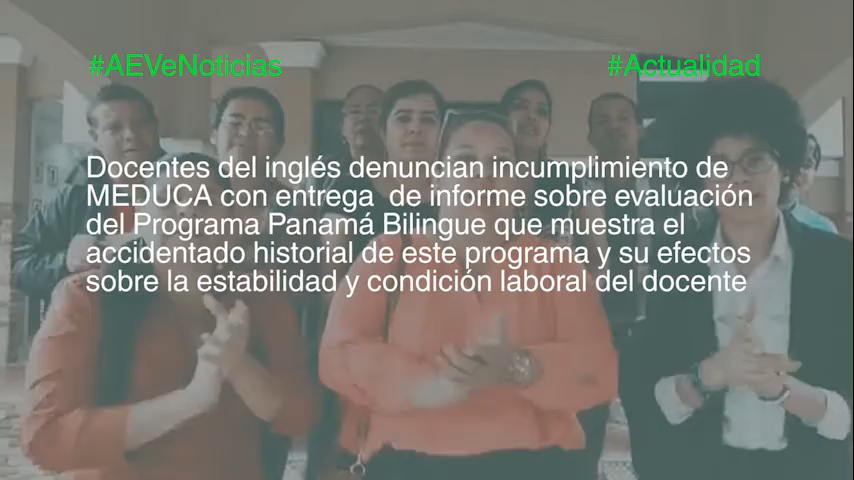 #AEVeNoticias #Actualidad
Docentes del inglés denuncian incumplimiento de
MEDUCA con entrega de informe sobre evaluación
del Programa Panamá Bilingue que muestra el
accidentado historial de este programa y su efectos
sobre la estabilidad y condición laboral del docente